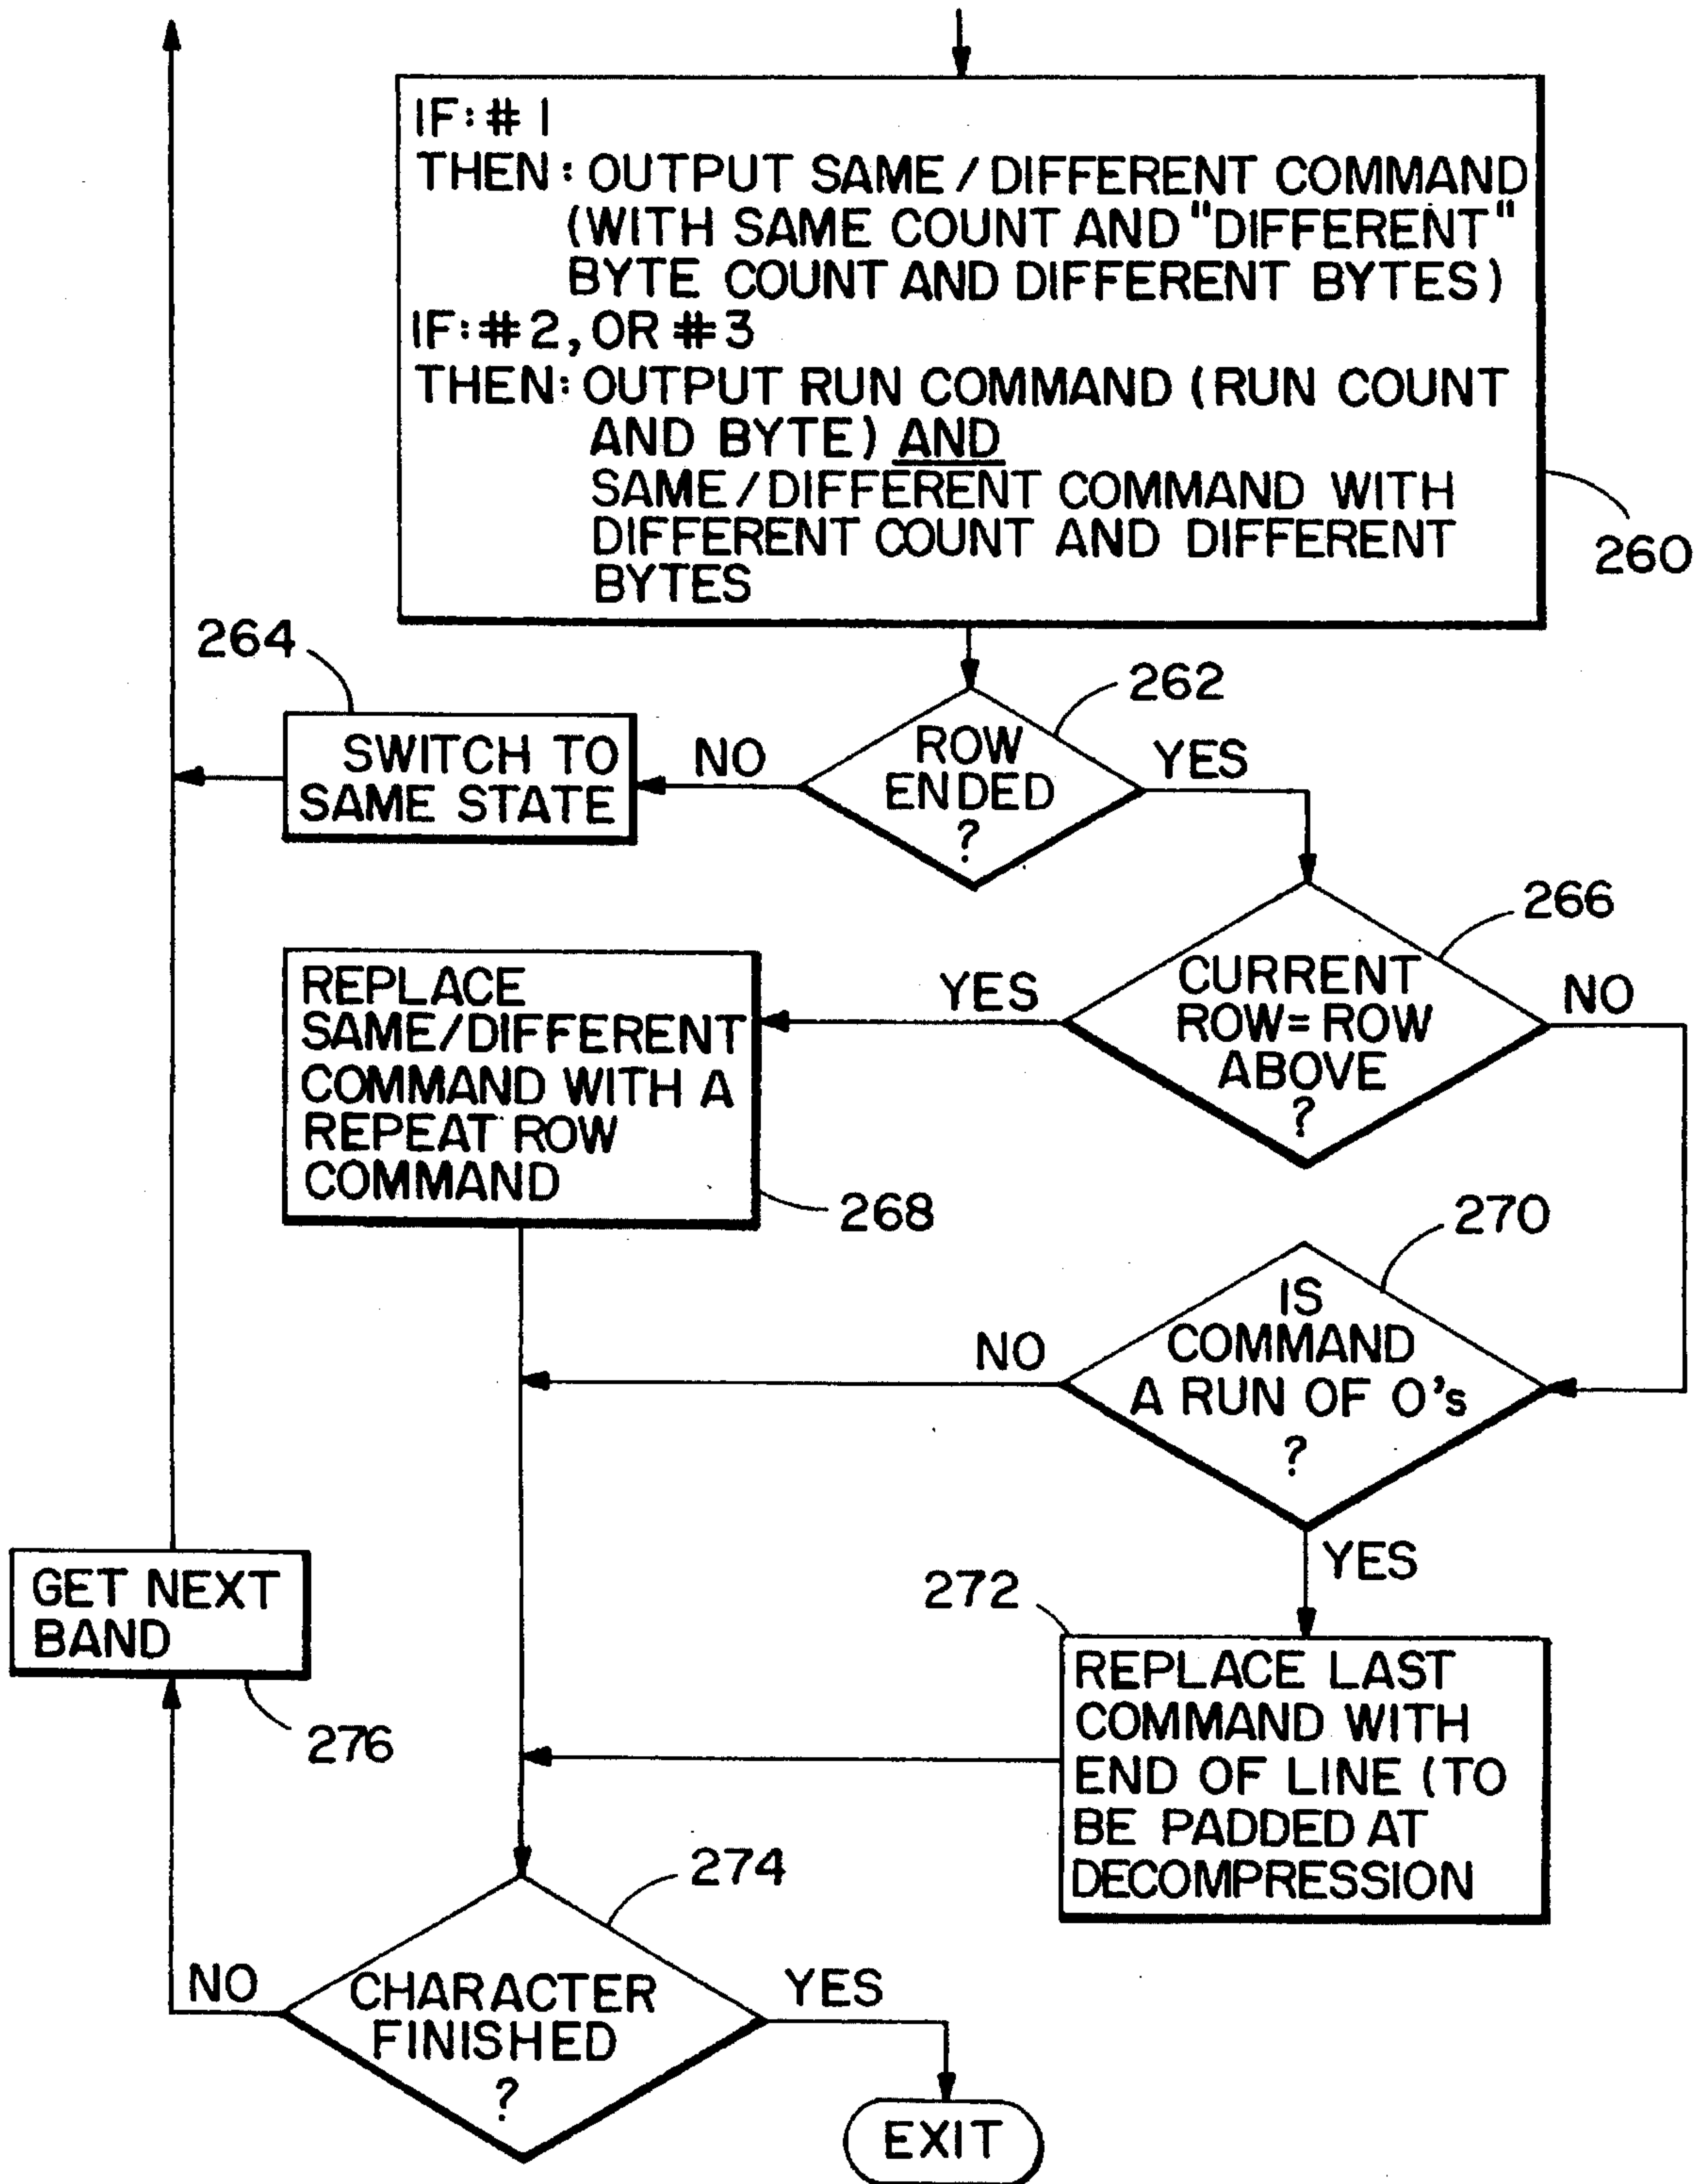 IF: # 1
THEN: OUTPUT SAME / DIFFERENT COMMAND
(WITH SAME COUNT AND "DIFFERENT"
BYTE COUNT AND DIFFERENT BYTES)
IF: # 2, OR # 3
THEN: OUTPUT RUN COMMAND (RUN COUNT
AND BYTE) AND
SAME/DIFFERENT COMMAND WITH
DIFFERENT COUNT AND DIFFERENT
BYTES
260
264
262
SWITCH TO
SAME STATE
NO
ROW
ENDED
?
YES
266
REPLACE
SAME/DIFFERENT
COMMAND WITH A
REPEAT ROW
COMMAND
YES
CURRENT
ROW= ROW
ABOVE
?
NO
268
270
NO
IS
COMMAND
A RUN OF O's
?
YES
GET NEXT
BAND
276
272
REPLACE LAST
COMMAND WITH
END OF LINE (TO
BE PADDED AT
DECOMPRESSION
274
NO
CHARACTER
FINISHED
?
YES
EXIT